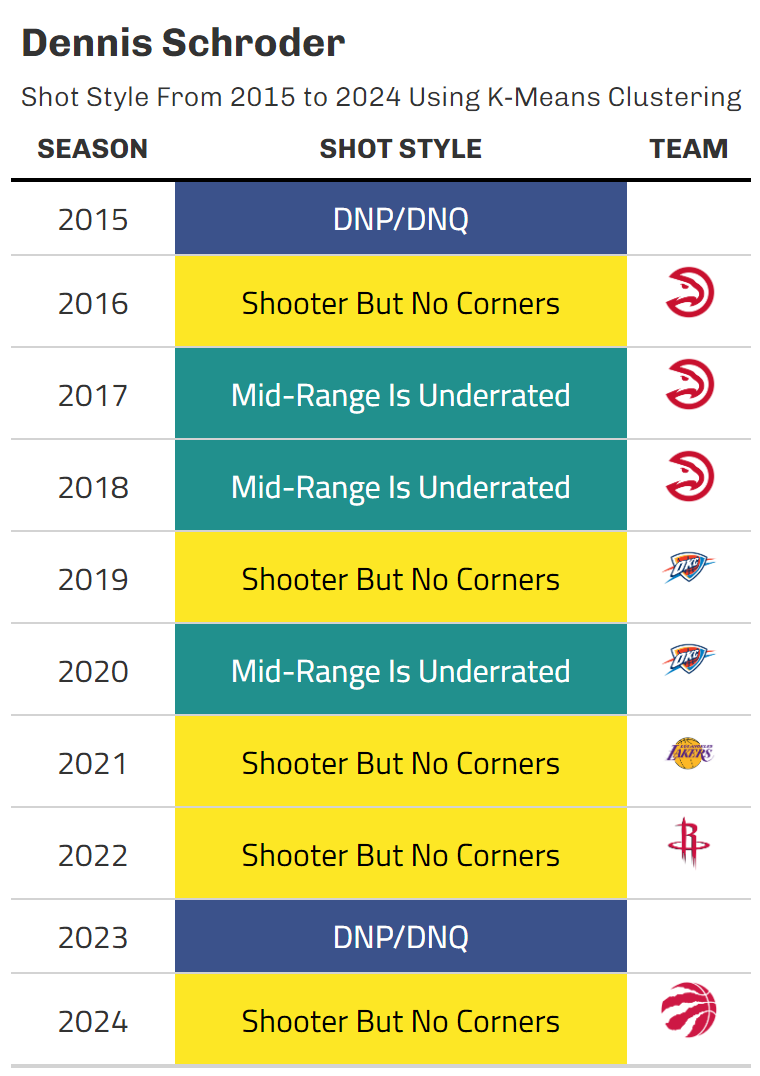 Dennis Schroder
Shot Style From 2015 to 2024 Using K-Means Clustering
SEASON SHOT STYLE TEAM
2015 DNP/DNQ
2016 Shooter But No Corners
2017 Mid-Range Is Underrated
2018 Mid-Range Is Underrated
2019 Shooter But No Corners OKC
2020 Mid-Range Is Underrated OKC
2021 Shooter But No Corners LOS ANGELES LAKERS
2022 Shooter But No Corners R
2023 DNP/DNQ
2024 Shooter But No Corners